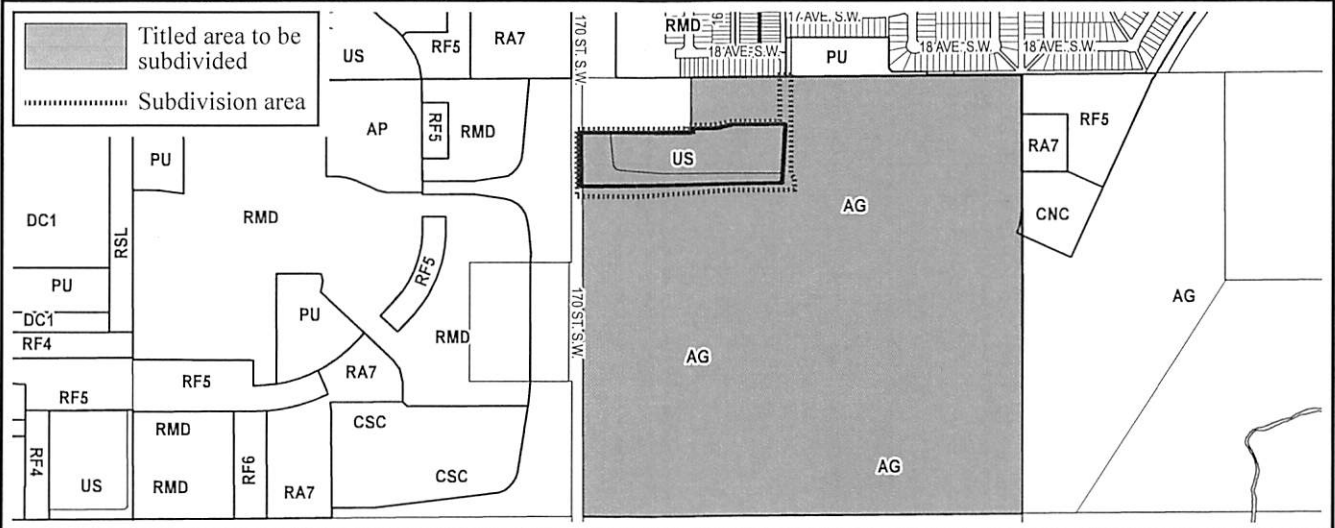 Titled area to be
subdivided
Subdivision area
US
RF5
RA7
170 ST. S.W.
RMD
17 AVE. S.W.
18 AVE. S.W.
PU
18 AVE. S.W.
18 AVE. S.W.
AP
RF5
RMD
PU
RF5
RA7
US
DC1
RSL
RMD
AG
CNC
PU
RF5
AG
DC1
PU
170 ST. S.W.
RF4
RMD
AG
RF5
RA7
RF5
CSC
RMD
RF4
RF6
CSC
AG
US
RMD
RA7